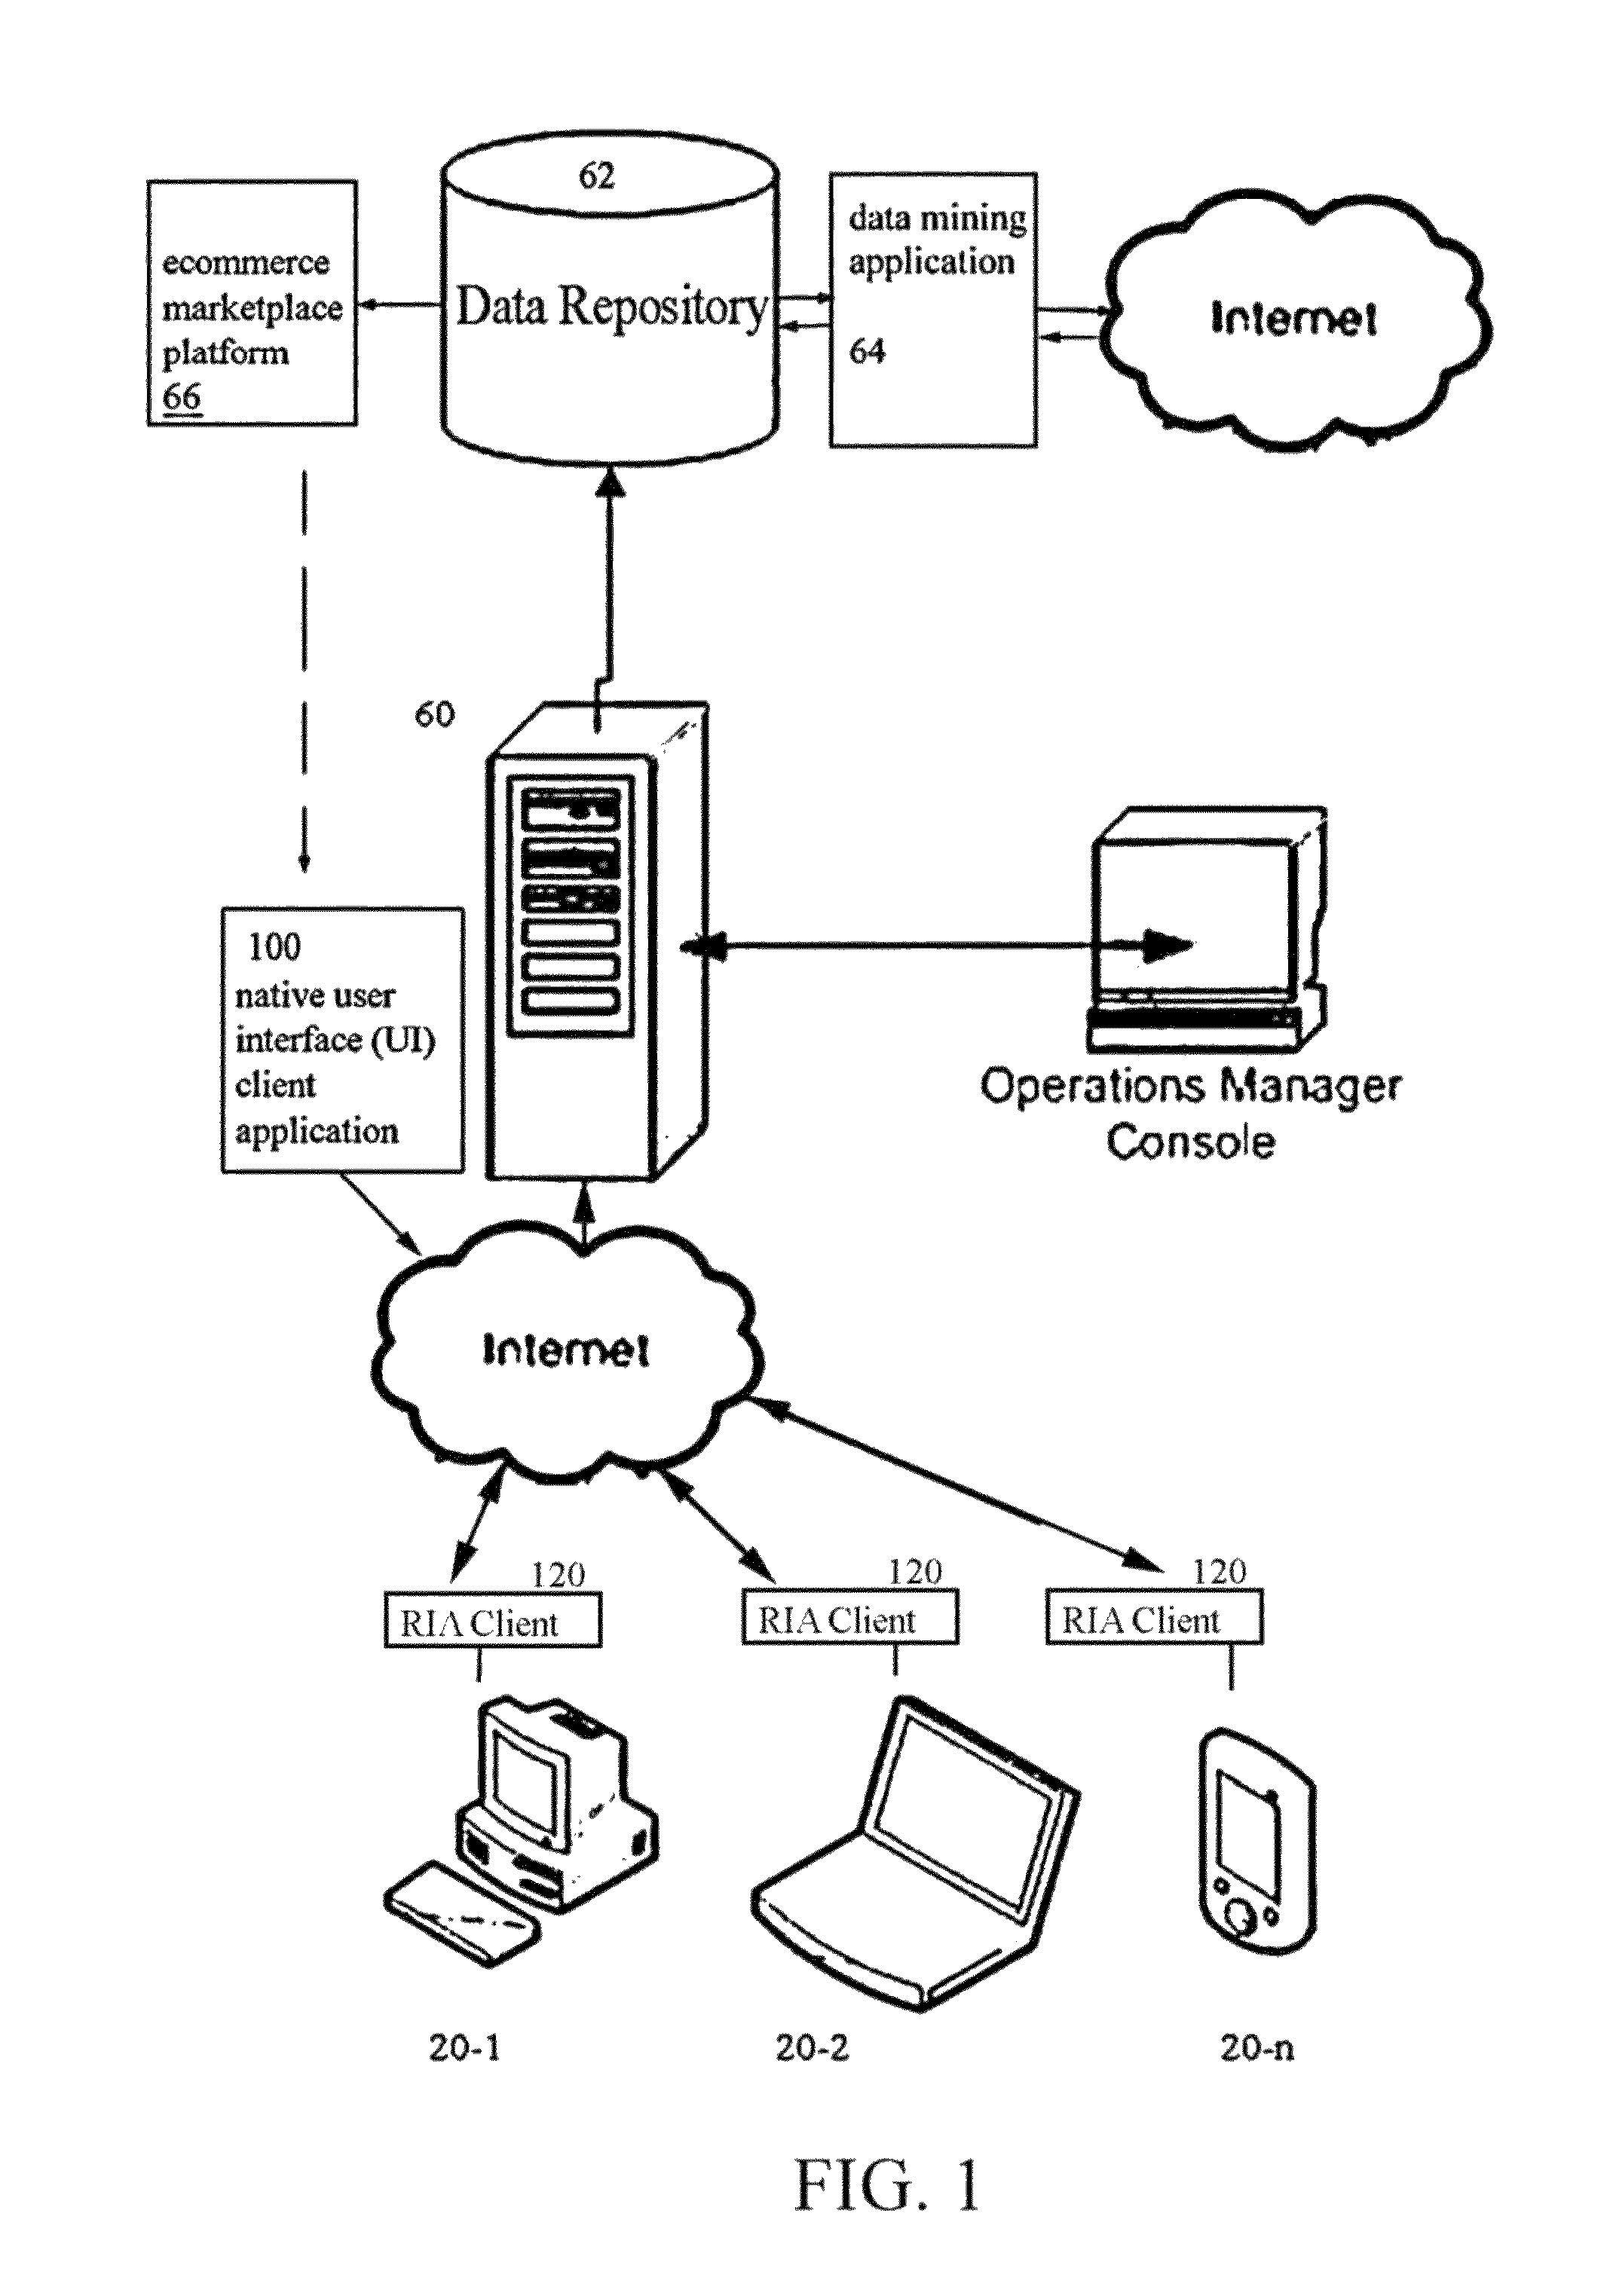 62
ecommerce
marketplace
platform
66
Data Repository
data mining
application
64
Internet
60
100
native user
interface (UI)
client
application
Operations Manager
Console
Internet
120
RIA Client
120
RIA Client
120
RIA Client
20-1
20-2
20-n
FIG. 1